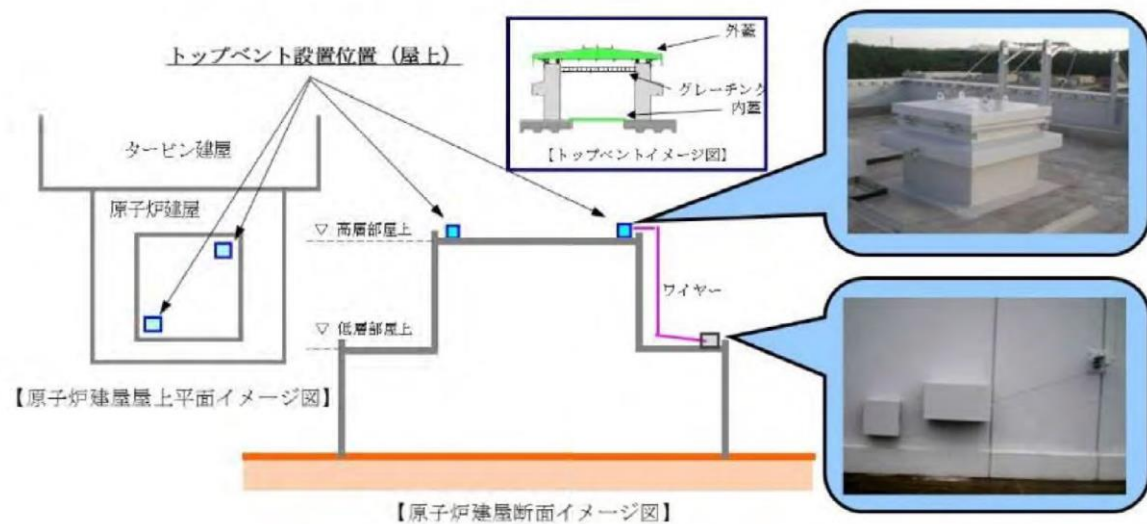 トップベント設置位置（屋上）
外蓋
グレーチング
内蓋
【トップベントイメージ図】
タービン建屋
原子炉建屋
▽ 高層部屋上
ワイヤー
▽ 低層部屋上
【原子炉建屋屋上平面イメージ図】
【原子炉建屋断面イメージ図】